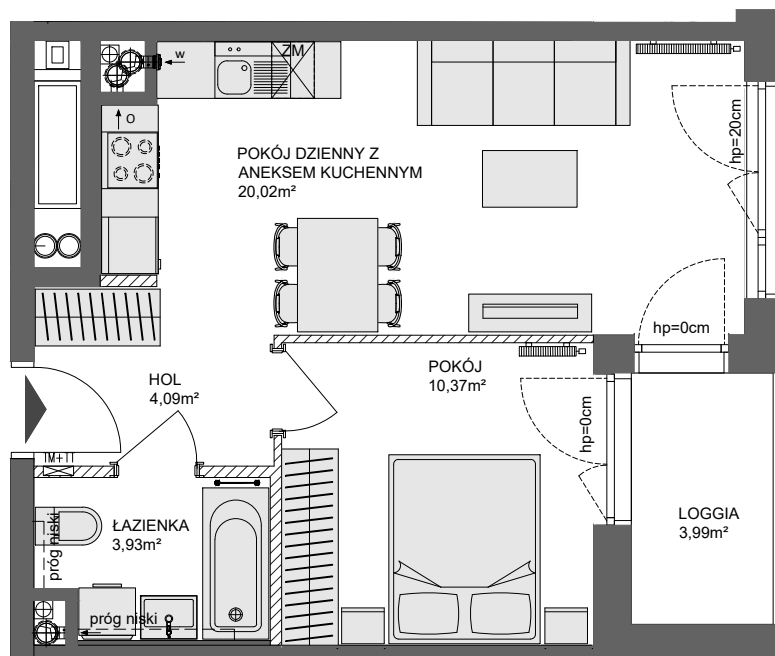 w
ZM
O
hp=20cm
POKÓJ DZIENNY Z
ANEKSEM KUCHENNYM
20,02m²
hp=0cm
POKÓJ
10,37m²
HOL
4,09m²
hp=0cm
TM+TT
ŁAZIENKA
3,93m²
próg niski
LOGGIA
3,99m²
próg niski